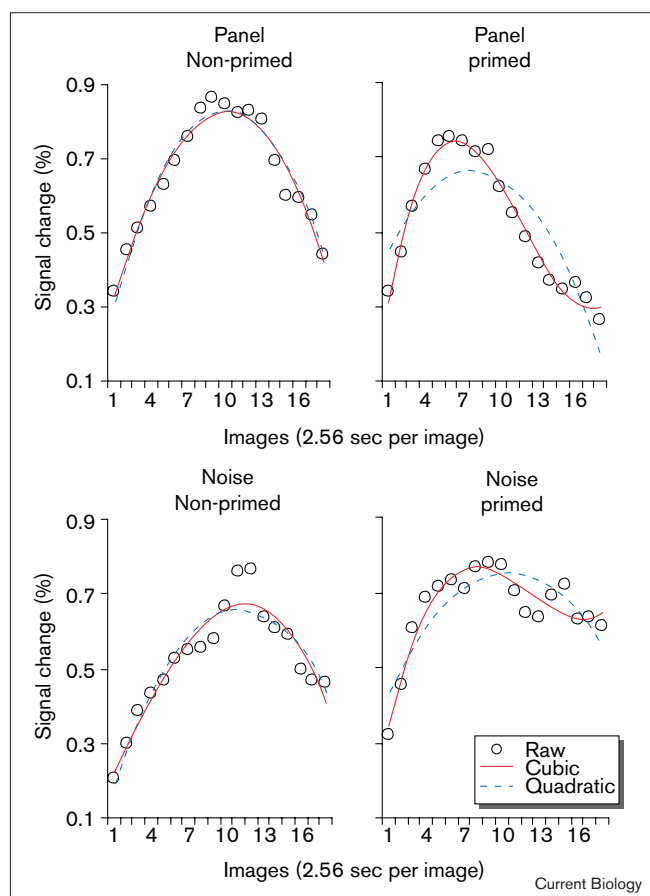 Panel
Non-primed
Panel
primed
Signal change (%)
0.9
0.7
0.5
0.3
0.1
1 4 7 10 13 16
1 4 7 10 13 16
Images (2.56 sec per image)
Noise
Non-primed
Noise
primed
Signal change (%)
0.9
0.7
0.5
0.3
0.1
Raw
Cubic
Quadratic
1 4 7 10 13 16
1 4 7 10 13 16
Images (2.56 sec per image)
Current Biology